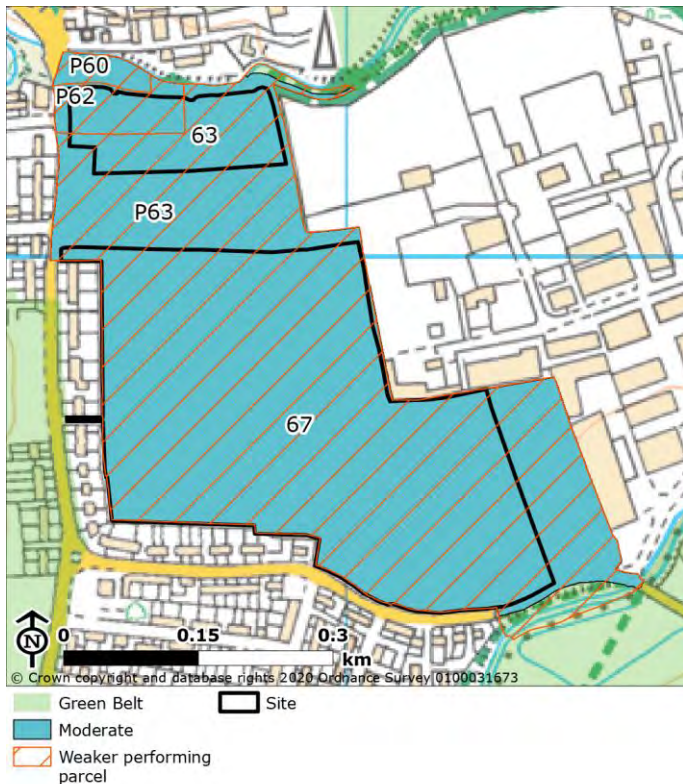 P60
P62
63
P63
67
N
0 0.15 0.3
km
© Crown copyright and database rights 2020 Ordnance Survey 0100031673
Green Belt
Site
Moderate
Weaker performing
parcel